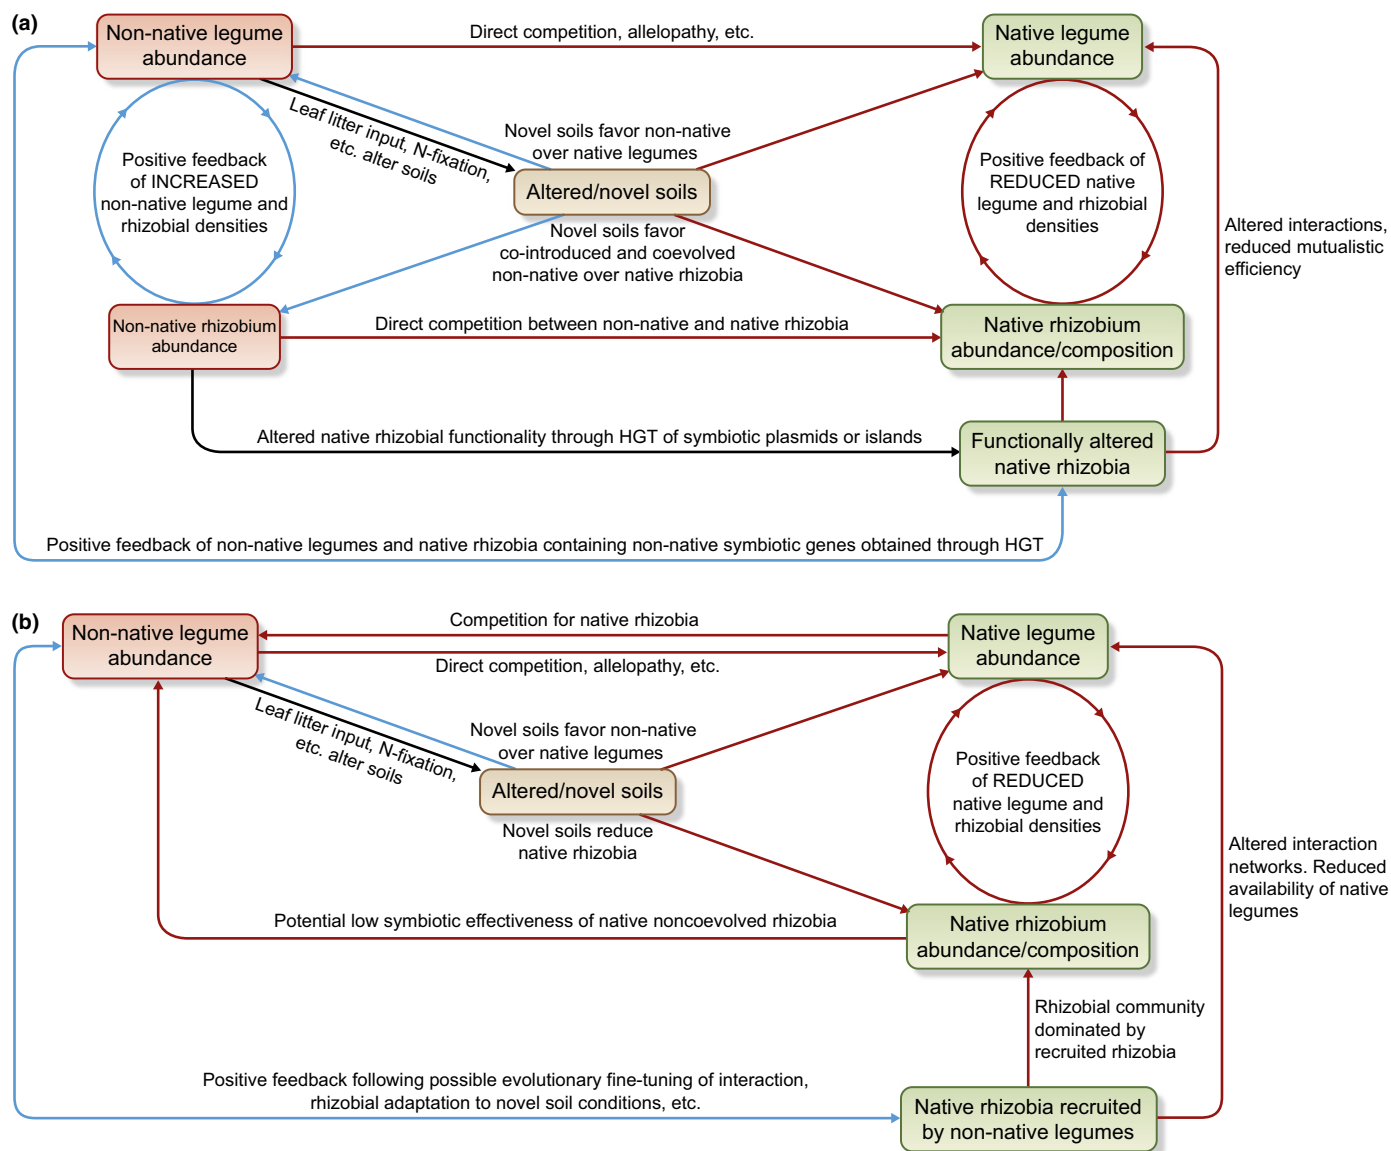 (a)
Non-native legume
abundance
Direct competition, allelopathy, etc.
Native legume
abundance
Leaf litter input, N-fixation,
etc. alter soils
Novel soils favor non-native
over native legumes
Positive feedback
of INCREASED
non-native legume and
rhizobial densities
Altered/novel soils
Positive feedback of
REDUCED native
legume and rhizobial
densities
Altered interactions,
reduced mutualistic
efficiency
Novel soils favor
co-introduced and coevolved
non-native over native rhizobia
Non-native rhizobium
abundance
Direct competition between non-native and native rhizobia
Native rhizobium
abundance/composition
Altered native rhizobial functionality through HGT of symbiotic plasmids or islands
Functionally altered
native rhizobia
Positive feedback of non-native legumes and native rhizobia containing non-native symbiotic genes obtained through HGT
(b)
Non-native legume
abundance
Competition for native rhizobia
Direct competition, allelopathy, etc.
Native legume
abundance
Leaf litter input, N-fixation,
etc. alter soils
Novel soils favor non-native
over native legumes
Altered/novel soils
Positive feedback
of REDUCED
native legume and
rhizobial densities
Novel soils reduce
native rhizobia
Altered interaction
networks. Reduced
availability of native
legumes
Potential low symbiotic effectiveness of native noncoevolved rhizobia
Native rhizobium
abundance/composition
Rhizobial community
dominated by
recruited rhizobia
Positive feedback following possible evolutionary fine-tuning of interaction,
rhizobial adaptation to novel soil conditions, etc.
Native rhizobia recruited
by non-native legumes